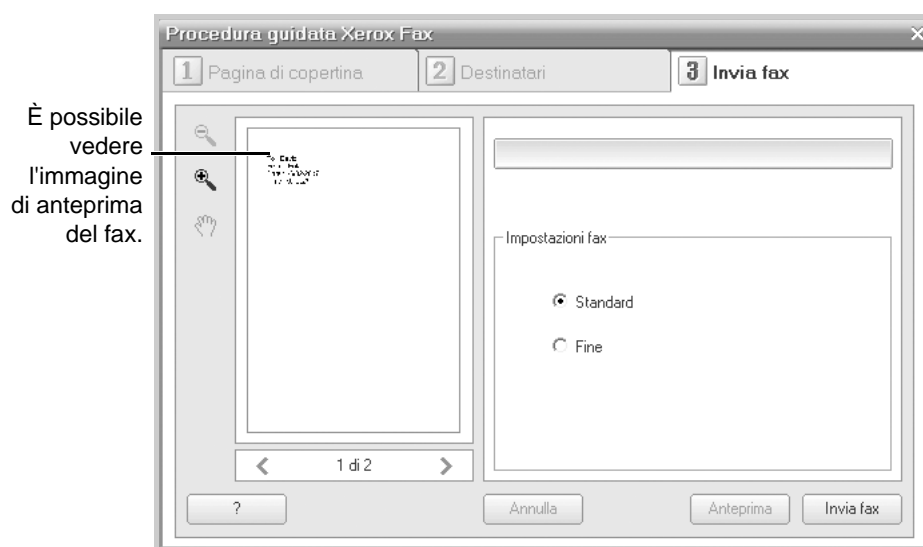 Procedura guidata Xerox Fax
1 Pagina di copertina
2 Destinatari
3 Invia fax
È possibile
vedere
l'immagine
di anteprima
del fax.
Impostazioni fax
Standard
Fine
1 di 2
?
Annulla
Anteprima
Invia fax